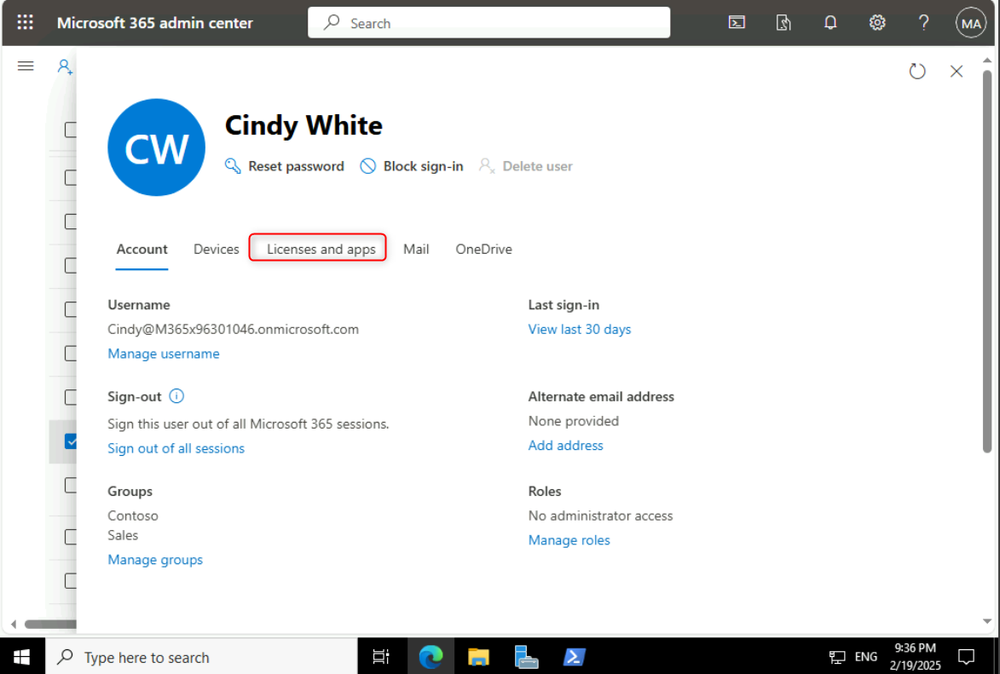 Microsoft 365 admin center
Search
MA
CW
Cindy White
Reset password
Block sign-in
Delete user
Account
Devices
Licenses and apps
Mail
OneDrive
Username
Cindy@M365x96301046.onmicrosoft.com
Manage username
Last sign-in
View last 30 days
Sign-out
Sign this user out of all Microsoft 365 sessions.
Sign out of all sessions
Alternate email address
None provided
Add address
Groups
Contoso
Sales
Manage groups
Roles
No administrator access
Manage roles
Type here to search
ENG
9:36 PM
2/19/2025